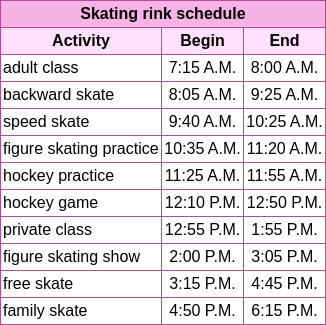 Skating rink schedule
Activity Begin End
adult class 7:15 A.M. 8:00 A.M.
backward skate 8:05 A.M. 9:25 A.M.
speed skate 9:40 A.M. 10:25 A.M.
figure skating practice 10:35 A.M. 11:20 A.M.
hockey practice 11:25 A.M. 11:55 A.M.
hockey game 12:10 P.M. 12:50 P.M.
private class 12:55 P.M. 1:55 P.M.
figure skating show 2:00 P.M. 3:05 P.M.
free skate 3:15 P.M. 4:45 P.M.
family skate 4:50 P.M. 6:15 P.M.